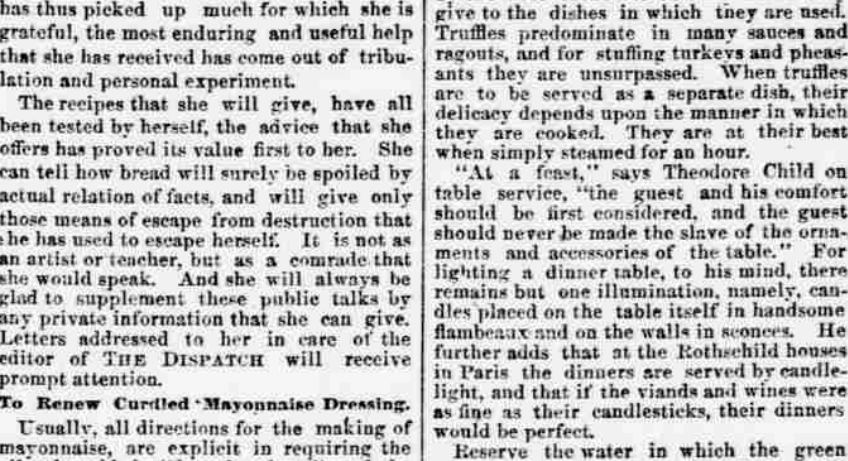 has thus picked up much for which she is
grateful, the most enduring and useful help
that she has received has come out of tribu-
lation and personal experiment.
The recipes that she will give, have all
been tested by herself, the advice that she
offers has proved its value first to her. She
can tell how bread will surely be spoiled by
actual relation of facts, and will give only
those means of escape from destruction that
she has used to escape herself. It is not as
an artist or teacher, but as a comrade that
she would speak. And she will always be
glad to supplement these public talks by
any private information that she can give.
Letters addressed to her in care of the
editor of THE DISPATCH will receive
prompt attention.
To Renew Curdled Mayonnaise Dressing.
Usually, all directions for the making of
mayonnaise, are explicit in requiring the
give to the dishes in which they are used.
Truffles predominate in many sauces and
ragouts, and for stuffing turkeys and pheas-
ants they are unsurpassed. When truffles
are to be served as a separate dish, their
delicacy depends upon the manner in which
they are cooked. They are at their best
when simply steamed for an hour.
"At a feast," says Theodore Child on
table service, "the guest and his comfort
should be first considered, and the guest
should never be made the slave of the orna-
ments and accessories of the table." For
lighting a dinner table, to his mind, there
remains but one illumination, namely, can-
dles placed on the table itself in handsome
flambeaux and on the walls in sconces. He
further adds that at the Rothschild houses
in Paris the dinners are served by candle-
light, and that if the viands and wines were
as fine as their candlesticks, their dinners
would be perfect.
Reserve the water in which the green